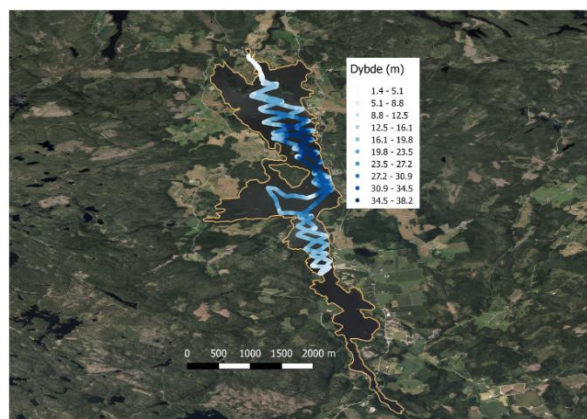 Dybde (m)
1.4 - 5.1
5.1 - 8.8
8.8 - 12.5
12.5 - 16.1
16.1 - 19.8
19.8 - 23.5
23.5 - 27.2
27.2 - 30.9
30.9 - 34.5
34.5 - 38.2
0 500 1000 1500 2000 m